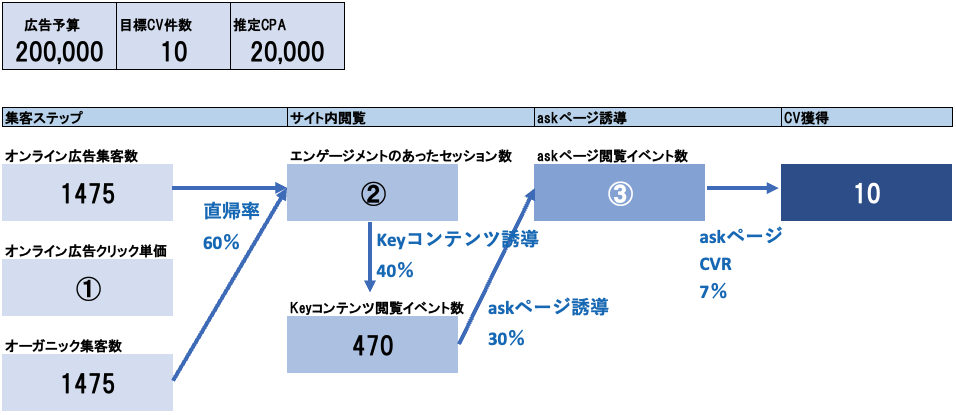 広告予算
200,000
目標CV件数
10
推定CPA
20,000
集客ステップ
サイト内閲覧
askページ誘導
CV獲得
オンライン広告集客数
1475
オンライン広告クリック単価
①
オーガニック集客数
1475
直帰率
60%
エンゲージメントのあったセッション数
②
Keyコンテンツ誘導
40%
Keyコンテンツ閲覧イベント数
470
askページ誘導
30%
askページ閲覧イベント数
③
askページ
CVR
7%
10